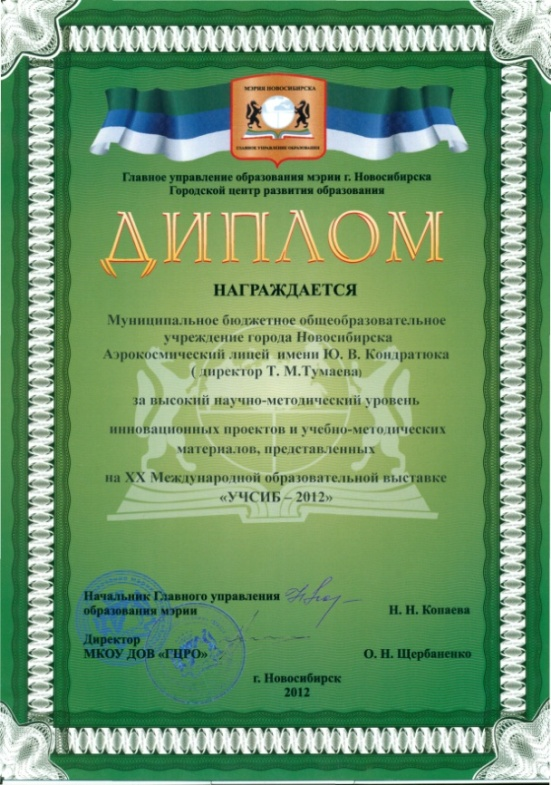 МЭРИЯ НОВОСИБИРСКА
ГЛАВНОЕ УПРАВЛЕНИЕ ОБРАЗОВАНИЯ
Главное управление образования мэрии г. Новосибирска
Городской центр развития образования
ДИПЛОМ
НАГРАЖДАЕТСЯ
Муниципальное бюджетное общеобразовательное
учреждение города Новосибирска
Аэрокосмический лицей имени Ю. В. Кондратюка
( директор Т. М.Тумаева)
за высокий научно-методический уровень
инновационных проектов и учебно-методических
материалов, представленных
на XX Международной образовательной выставке
«УЧСИБ – 2012»
Начальник Главного управления
образования мэрии Н. Н. Копаева
Директор
МКОУ ДОВ «ГЦРО» О. Н. Щербаненко
г. Новосибирск
2012